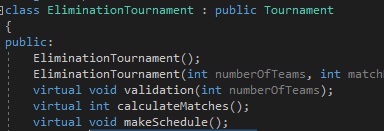 class EliminationTournament : public Tournament
{
public:
EliminationTournament();
EliminationTournament(int numberOfTeams, int match
virtual void validation(int numberOfTeams);
virtual int calculateMatches();
virtual void makeSchedule();